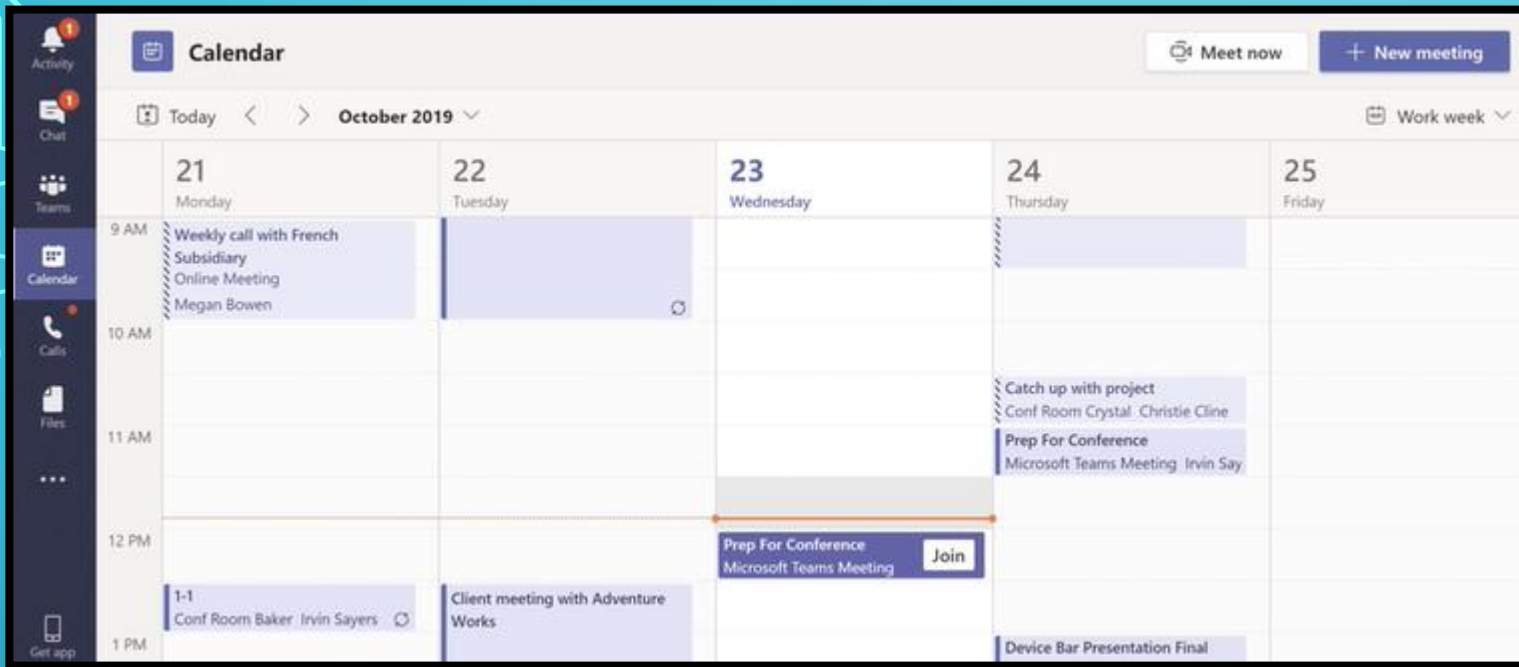 1
Activity
1
Chat
Teams
Calendar
Calls
Files
Get app
Calendar
Meet now
+ New meeting
Today
October 2019
Work week
21
Monday
22
Tuesday
23
Wednesday
24
Thursday
25
Friday
9 AM
10 AM
11 AM
12 PM
1 PM
Weekly call with French
Subsidiary
Online Meeting
Megan Bowen
1-1
Conf Room Baker Irvin Sayers
Client meeting with Adventure
Works
Prep For Conference
Microsoft Teams Meeting
Join
Catch up with project
Conf Room Crystal Christie Cline
Prep For Conference
Microsoft Teams Meeting Irvin Say
Device Bar Presentation Final